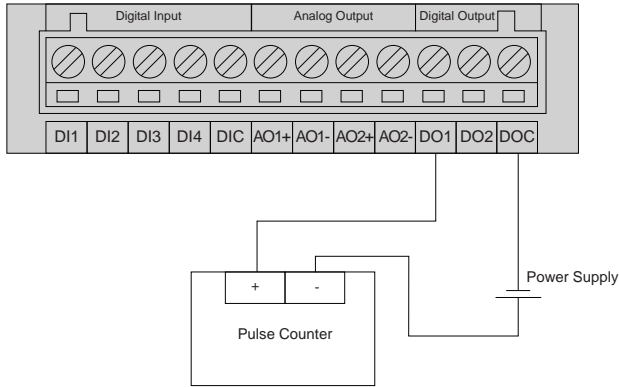 Digital Input Analog Output Digital Output
DI1 DI2 DI3 DI4 DIC AO1+ AO1- AO2+ AO2- DO1 DO2 DOC
Power Supply
+ -
Pulse Counter